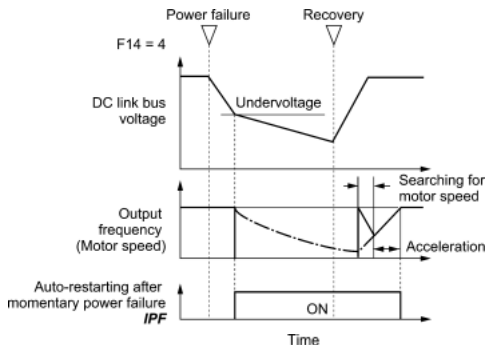 Power failure
Recovery
F14 = 4
DC link bus
voltage
Undervoltage
Searching for
motor speed
Output
frequency
(Motor speed)
Acceleration
Auto-restarting after
momentary power failure
IPF
ON
Time